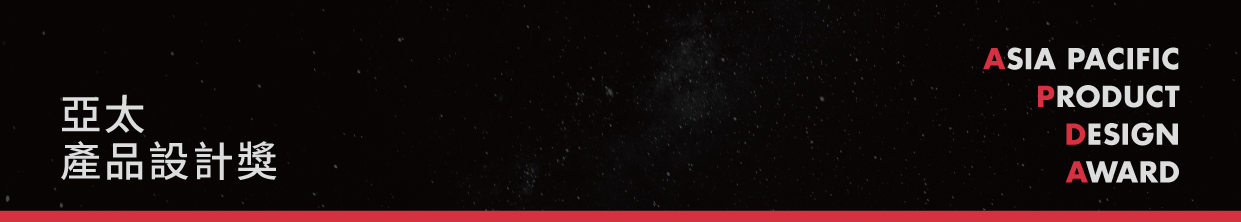 亞太
產品設計獎
ASIA PACIFIC
PRODUCT
DESIGN
AWARD